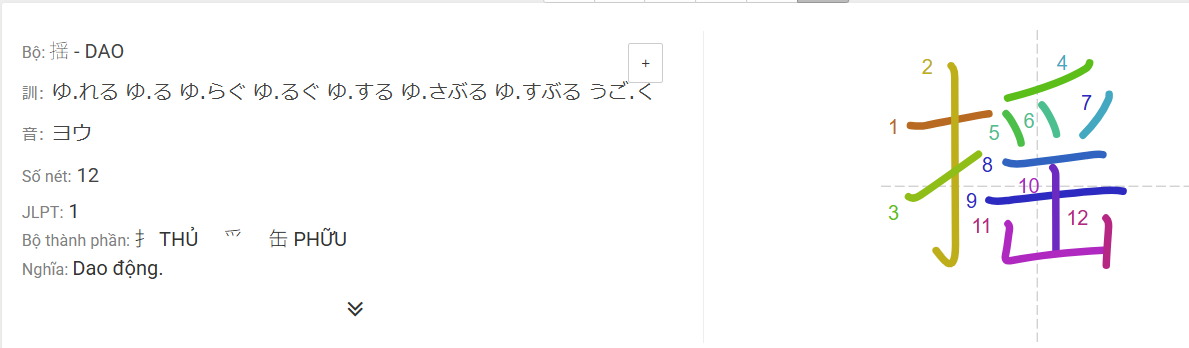 Bộ: 揺 - DAO
+
訓: ゆ.れる ゆ.る ゆ.らぐ ゆ.るぐ ゆ.する ゆ.さぶる ゆ.すぶる うご.く
音: ヨウ
Số nét: 12
JLPT: 1
Bộ thành phần: 扌 THỦ 爫 缶 PHỮU
Nghĩa: Dao động.
揺
1
2
3
4
5
6
7
8
9
10
11
12